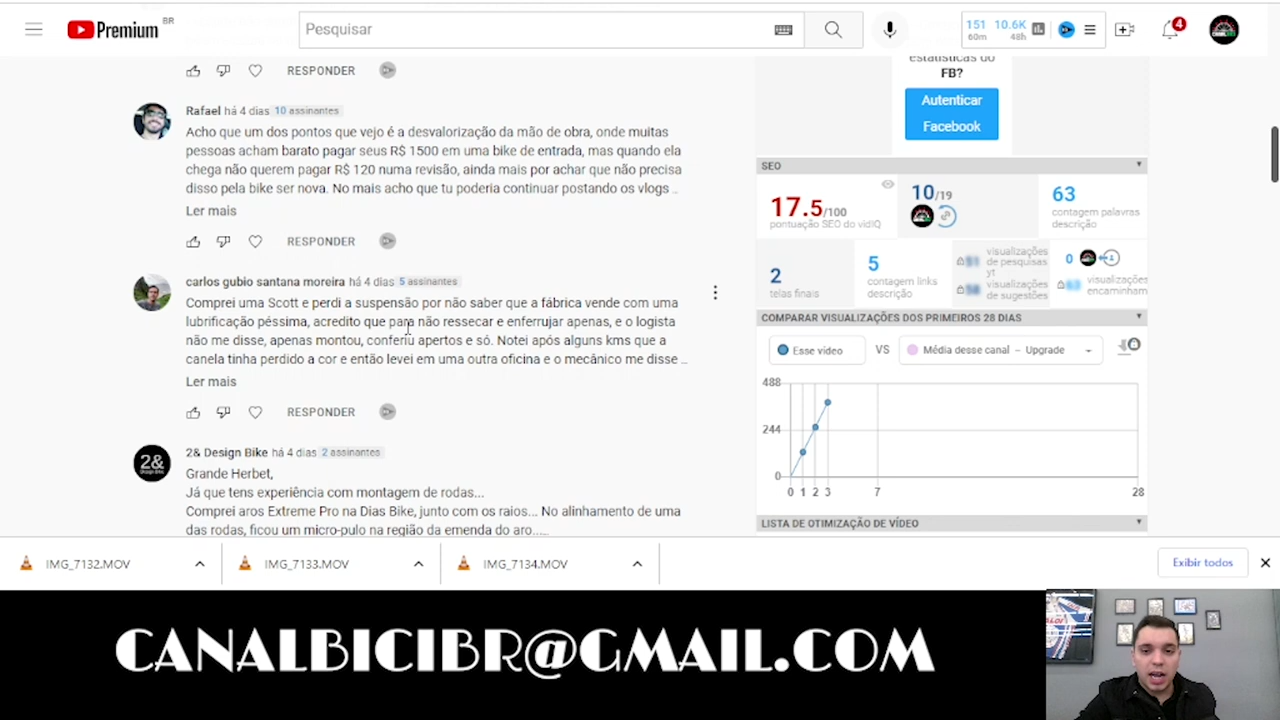 Premium BR
Pesquisar
151 10.6K
60m 48h
4
RESPONDER
Rafael há 4 dias 10 assinantes
Acho que um dos pontos que vejo é a desvalorização da mão de obra, onde muitas
pessoas acham barato pagar seus R$ 1500 em uma bike de entrada, mas quando ela
chega não querem pagar R$ 120 numa revisão, ainda mais por achar que não precisa
disso pela bike ser nova. No mais acho que tu poderia continuar postando os vlogs ..
Ler mais
RESPONDER
carlos gubio santana moreira há 4 dias 5 assinantes
Comprei uma Scott e perdi a suspensão por não saber que a fábrica vende com uma
lubrificação péssima, acredito que para não ressecar e enferrujar apenas, e o logista
não me disse, apenas montou, conferiu apertos e só. Notei após alguns kms que a
canela tinha perdido a cor e então levei em uma outra oficina e o mecânico me disse ..
Ler mais
RESPONDER
2& Design Bike há 4 dias 2 assinantes
2&
Grande Herbet,
Já que tens experiência com montagem de rodas...
Comprei aros Extreme Pro na Dias Bike, junto com os raios... No alinhamento de uma
das rodas, ficou um micro-pulo na região da emenda do aro.....
estatísticas do
FB?
Autenticar
Facebook
SEO
17.5/100
pontuação SEO do vidIQ
10/19
63
contagem palavras
descrição
2
telas finais
5
contagem links
descrição
visualizações
de pesquisas
yt
visualizações
de sugestões
0
visualizações
encaminham
COMPARAR VISUALIZAÇÕES DOS PRIMEIROS 28 DIAS
Esse vídeo VS Média desse canal - Upgrade
488
244
0
0 1 2 3 7 28
LISTA DE OTIMIZAÇÃO DE VÍDEO
IMG_7132.MOV IMG_7133.MOV IMG_7134.MOV Exibir todos
CANALBICIBR@GMAIL.COM